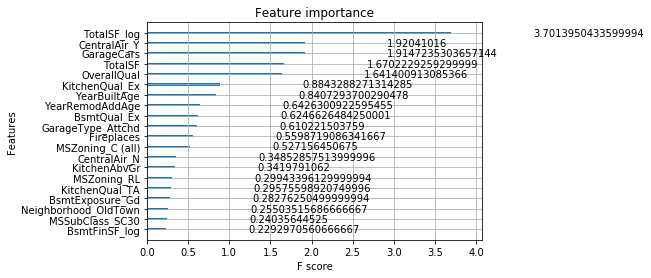 Feature importance
TotalSF_log 3.7013950433599994
CentralAir_Y 1.92041016
GarageCars 1.9147235303657144
TotalSF 1.6702229259299999
OverallQual 1.641400913085366
KitchenQual_Ex 0.8843288271314285
YearBuiltAge 0.8407293700290478
YearRemodAddAge 0.6426300922595455
BsmtQual_Ex 0.6246626484250001
GarageType_Attchd 0.610221503759
Fireplaces 0.5598719086341667
MSZoning_C (all) 0.527156450675
CentralAir_N 0.34852857513999996
KitchenAbvGr 0.3419791062
MSZoning_RL 0.29943396129999994
KitchenQual_TA 0.29575598920749996
BsmtExposure_Gd 0.28276250499999994
Neighborhood_OldTown 0.25503515686666667
MSSubClass_SC30 0.24035644525
BsmtFinSF_log 0.2292970560666667
Features
0.0 0.5 1.0 1.5 2.0 2.5 3.0 3.5 4.0
F score